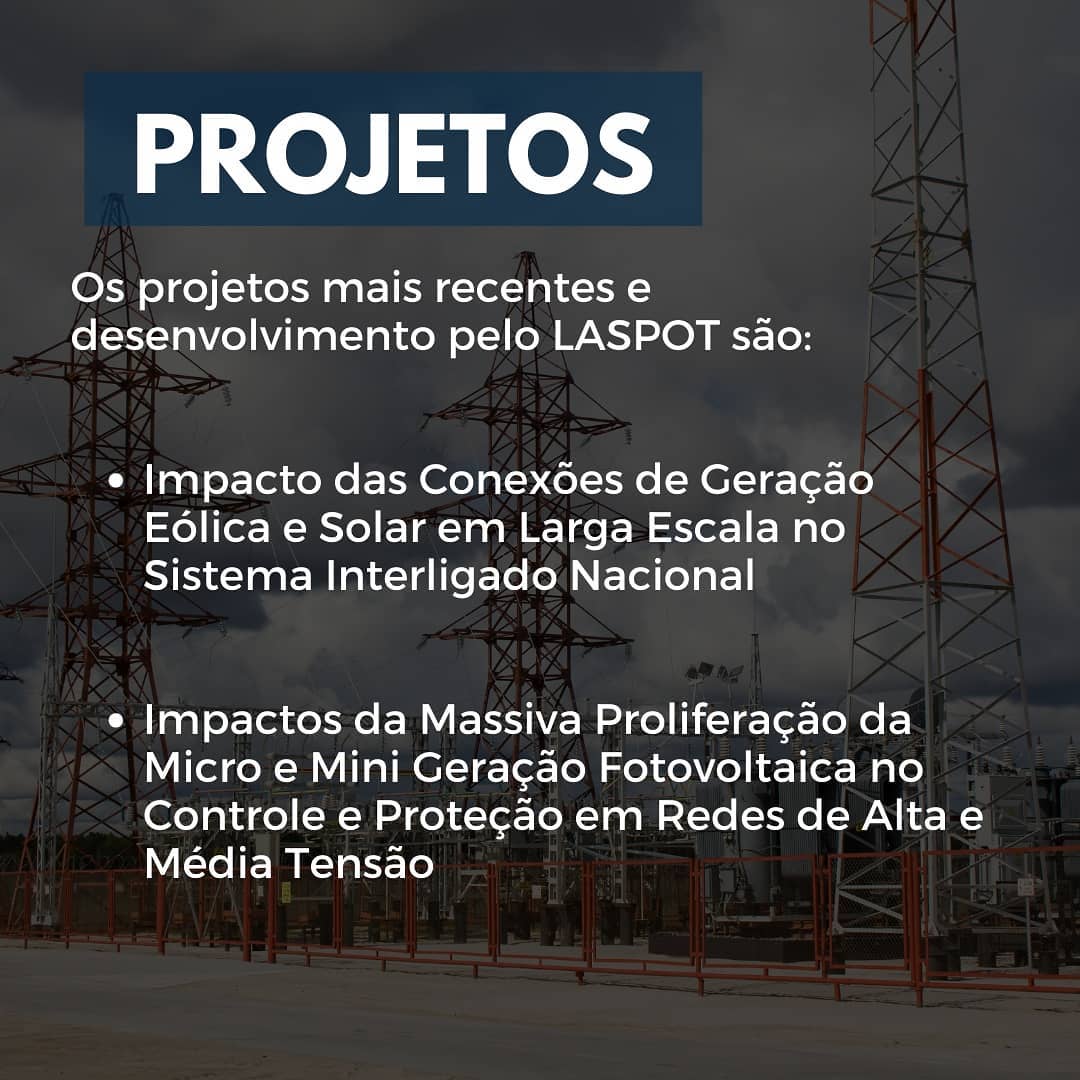 PROJETOS
Os projetos mais recentes e
desenvolvimento pelo LASPOT são:
• Impacto das Conexões de Geração
Eólica e Solar em Larga Escala no
Sistema Interligado Nacional
• Impactos da Massiva Proliferação da
Micro e Mini Geração Fotovoltaica no
Controle e Proteção em Redes de Alta e
Média Tensão